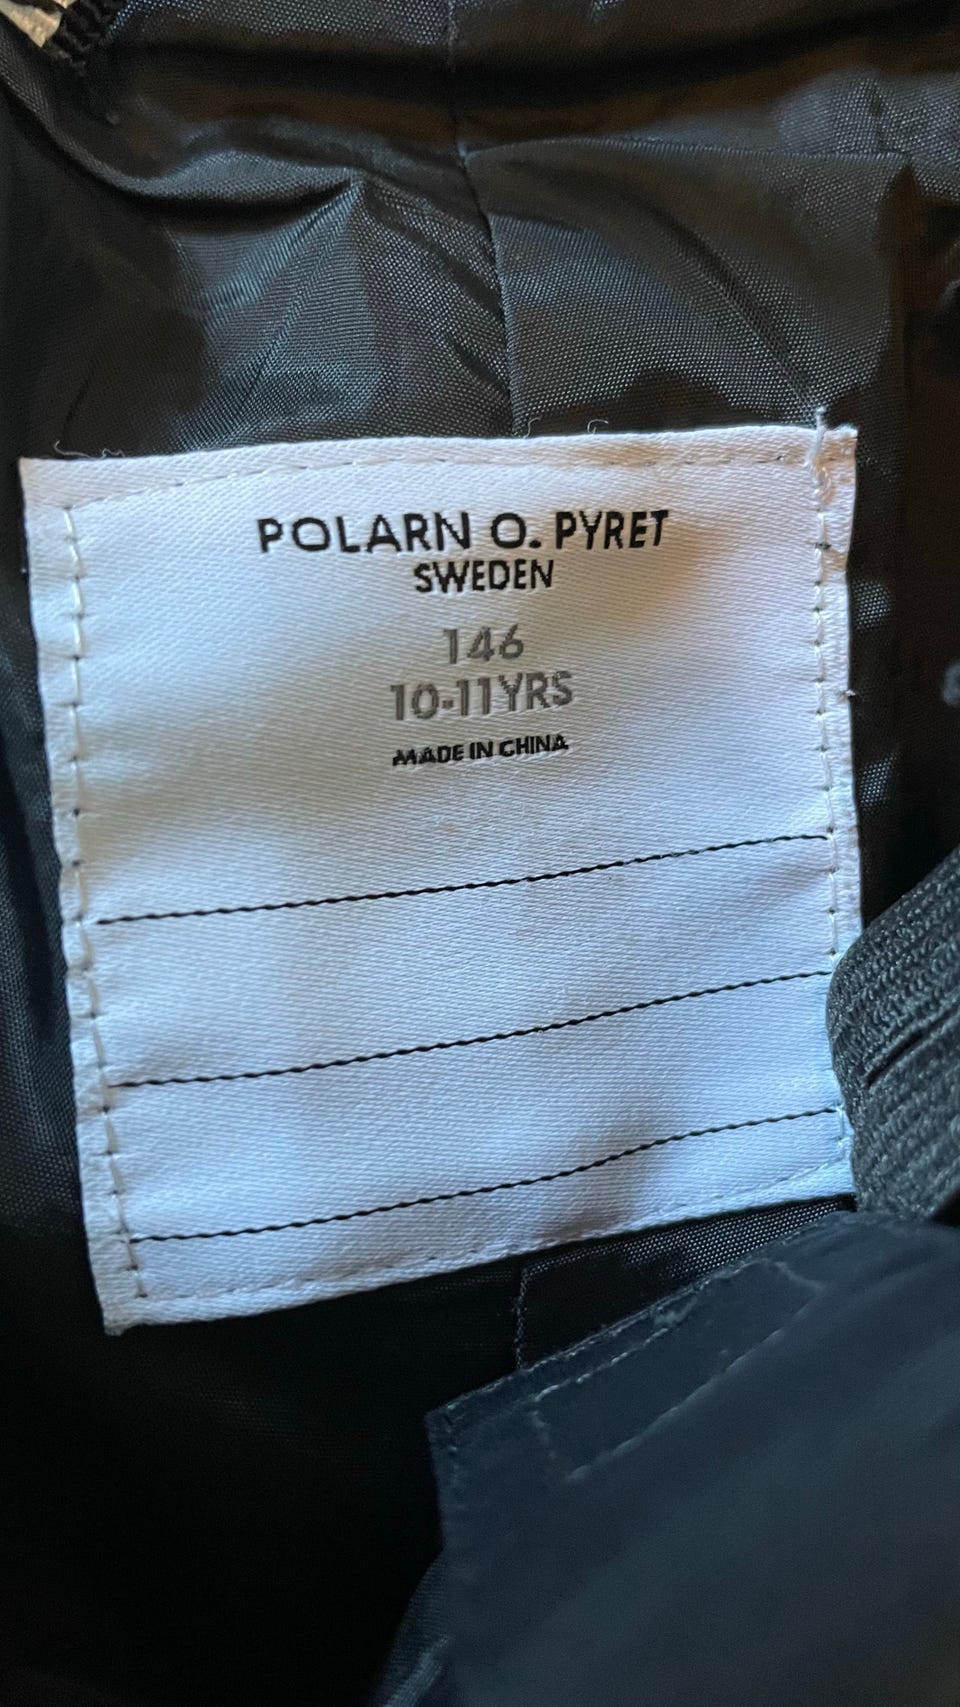 POLARN O. PYRET
SWEDEN
146
10-11YRS
MADE IN CHINA